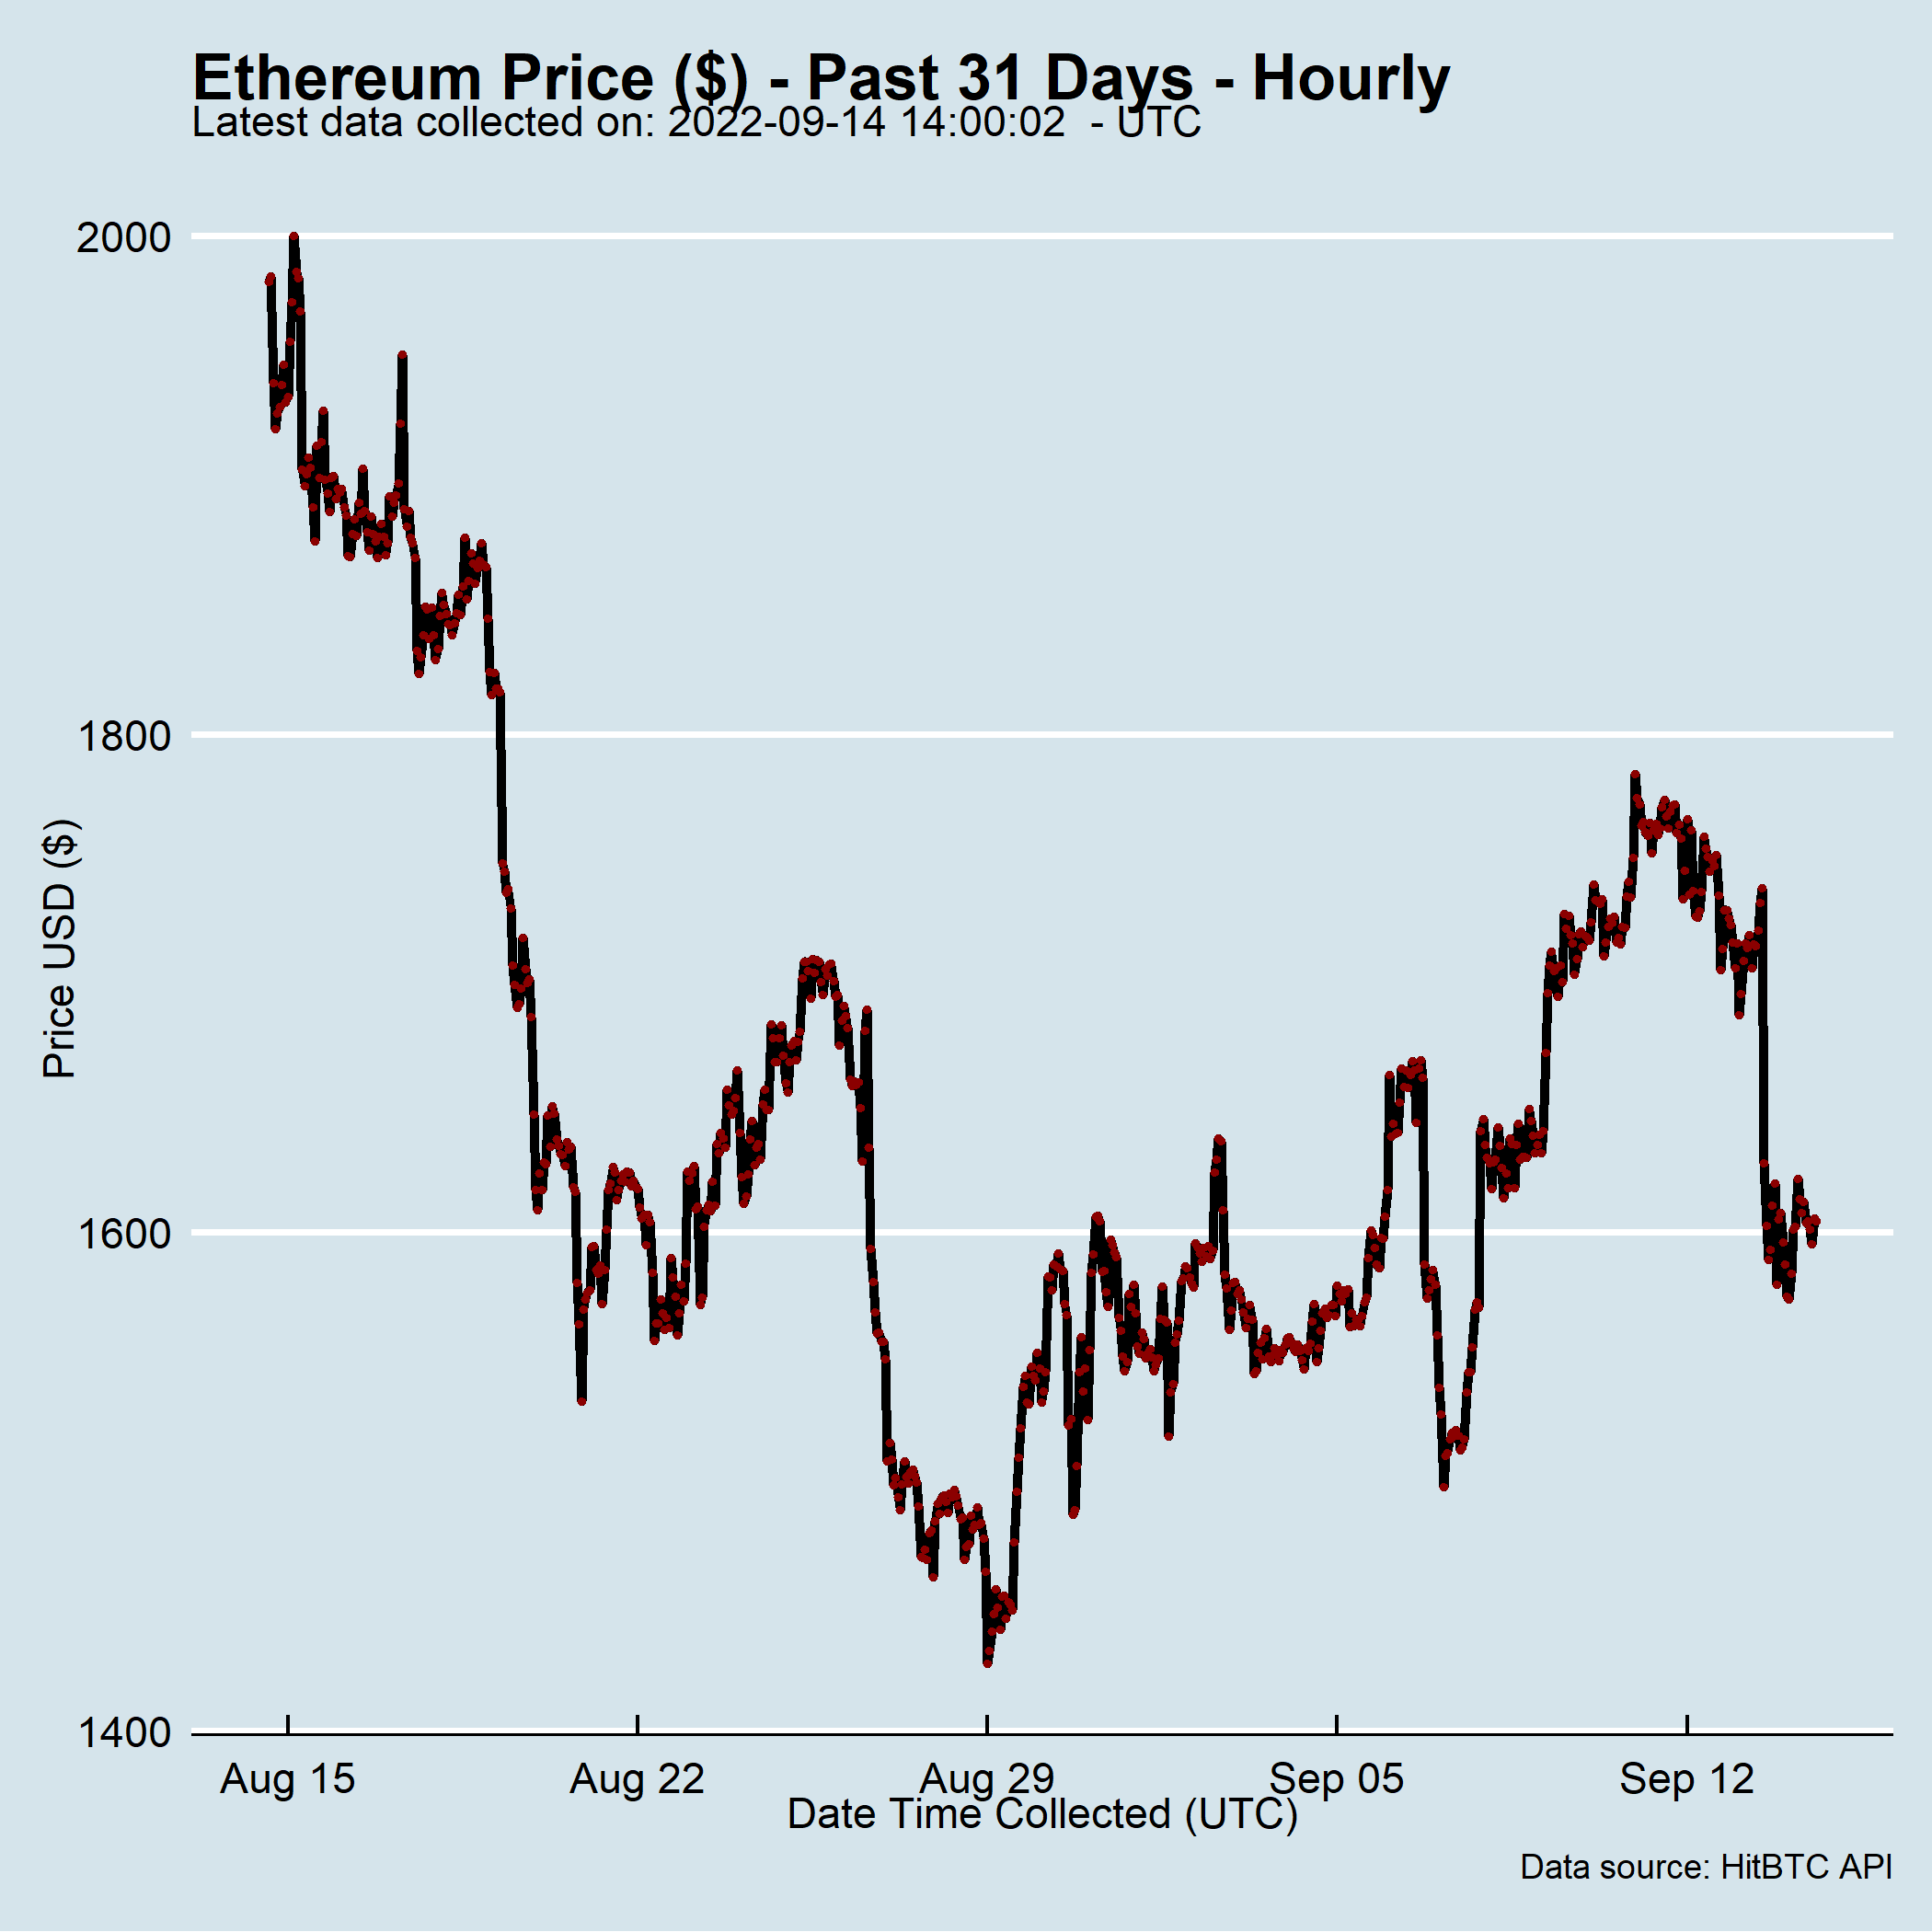 Ethereum Price ($) - Past 31 Days - Hourly
Latest data collected on: 2022-09-14 14:00:02  - UTC
2000
1800
1600
1400
Price USD ($)
Aug 15 Aug 22 Aug 29 Sep 05 Sep 12
Date Time Collected (UTC)
Data source: HitBTC API